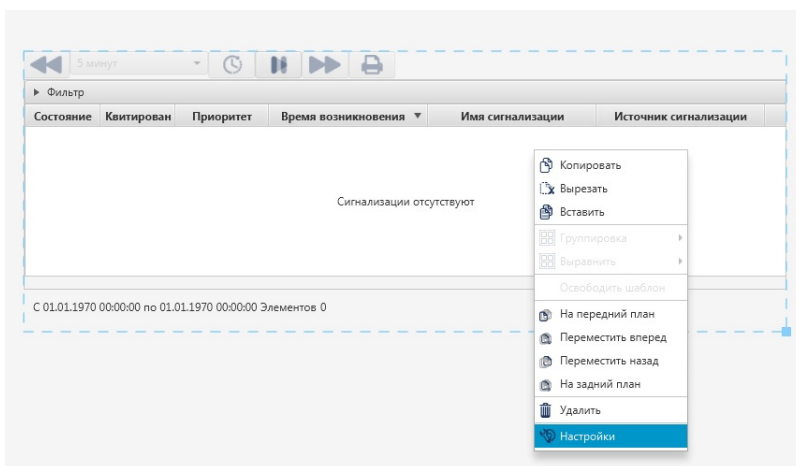 5 минут
Фильтр
Состояние Квитирован Приоритет Время возникновения Имя сигнализации Источник сигнализации
Сигнализации отсутствуют
С 01.01.1970 00:00:00 по 01.01.1970 00:00:00 Элементов 0
Копировать
Вырезать
Вставить
Группировка
Выравнить
Освободить шаблон
На передний план
Переместить вперед
Переместить назад
На задний план
Удалить
Настройки